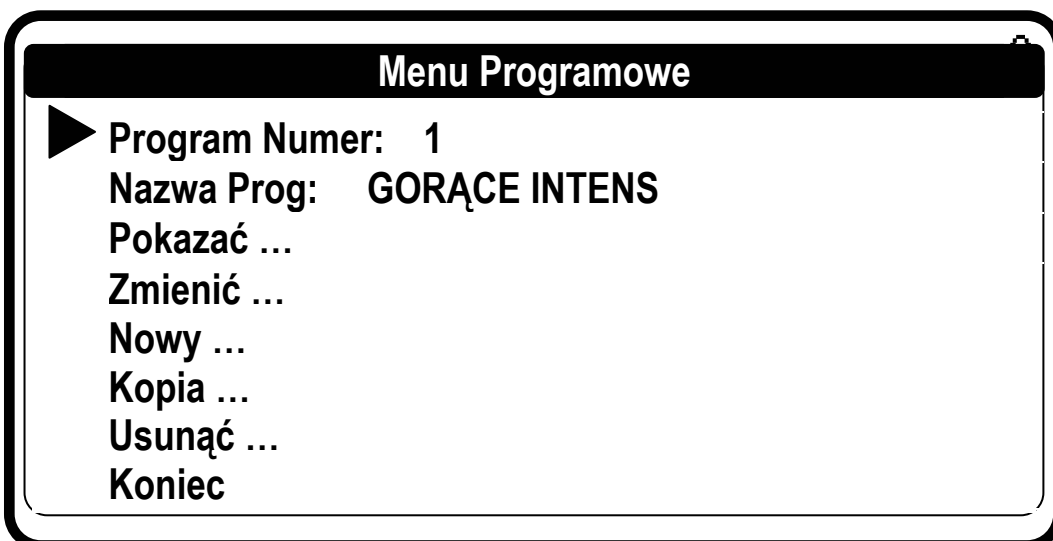 Menu Programowe
Program Numer: 1
Nazwa Prog: GORĄCE INTENS
Pokazać …
Zmienić …
Nowy …
Kopia …
Usunąć …
Koniec